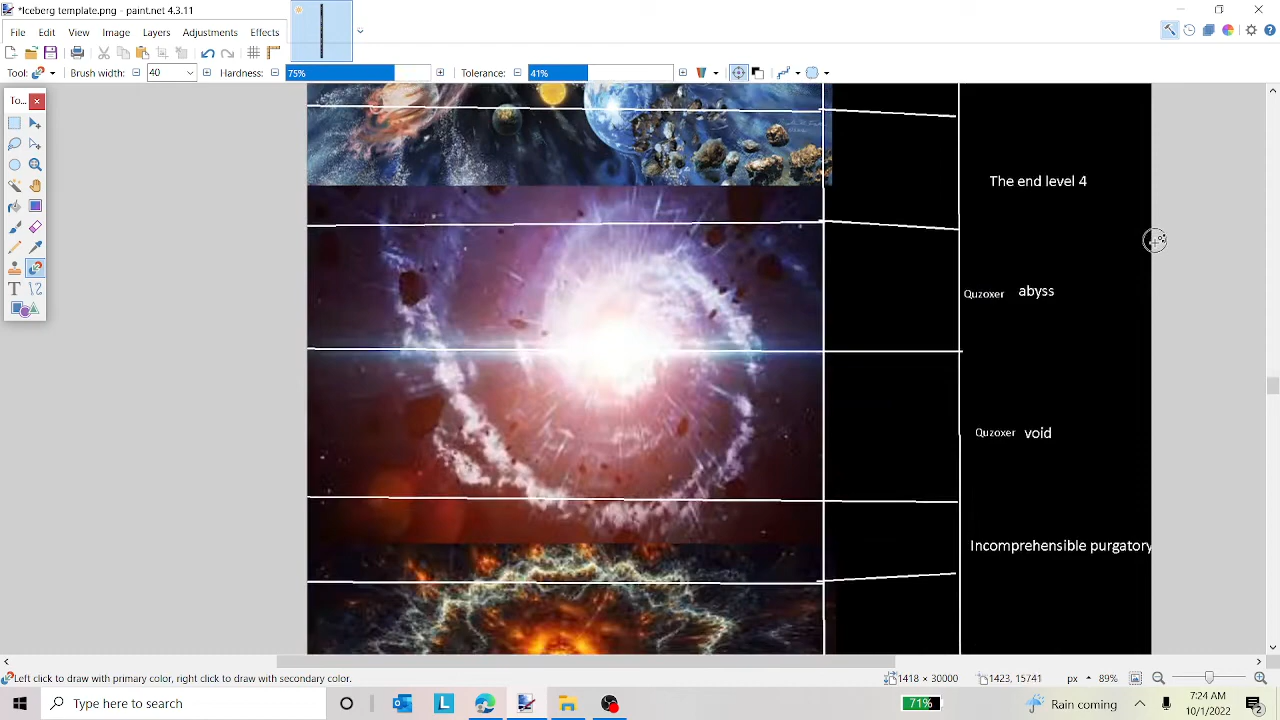 *Iceberg template.png - paint.net 4.3.11
File Edit View Image Layers Adjustments Effects
Tool: Brush width: 40 Hardness: 75% Tolerance: 41%
To...
The end level 4
Quzoxer abyss
Quzoxer void
Incomprehensible purgatory
Left click to draw with primary color, right click to draw with secondary color.
1418 × 30000 1423, 15741 px 89%
Type here to search
71% Rain coming 7:24 AM
10/1/2022
2